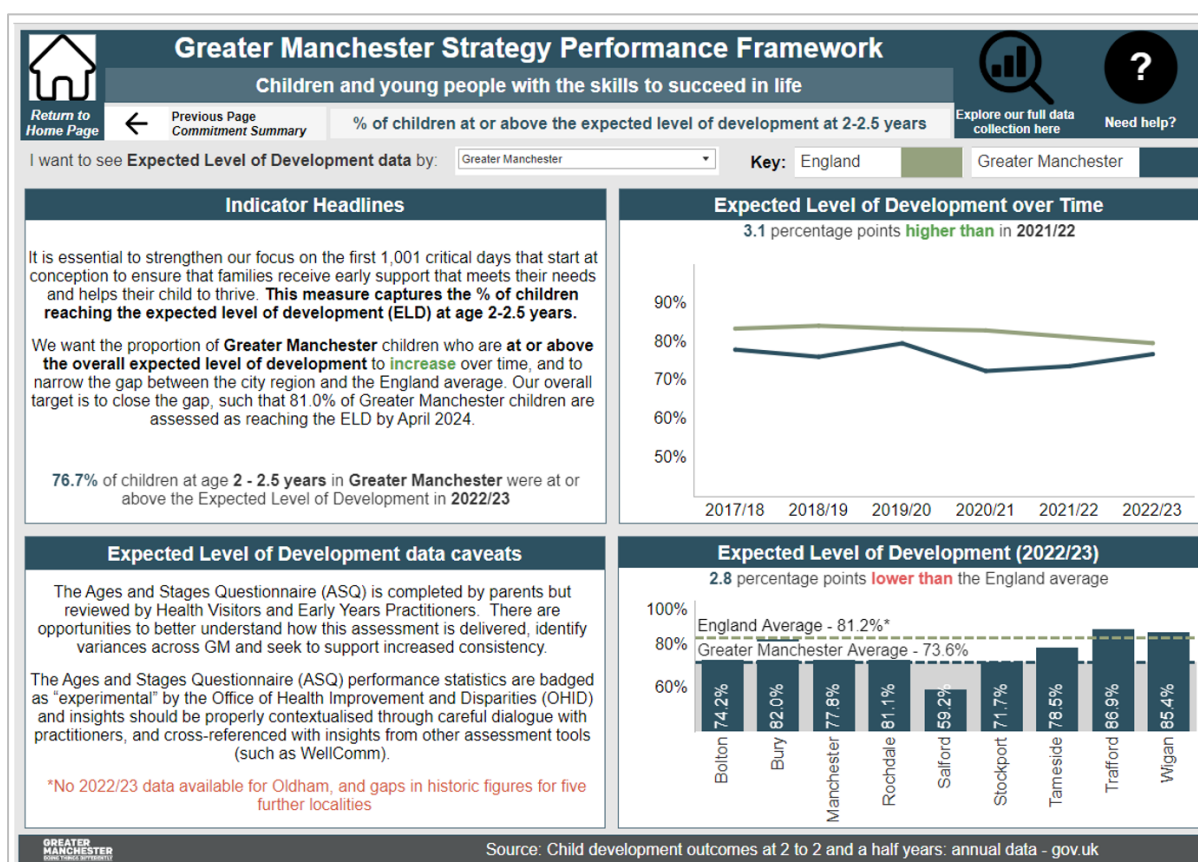 Greater Manchester Strategy Performance Framework
Children and young people with the skills to succeed in life
Return to
Home Page
Previous Page
Commitment Summary
% of children at or above the expected level of development at 2-2.5 years
Explore our full data
collection here
?
Need help?
I want to see Expected Level of Development data by:
Greater Manchester
Key:
England
Greater Manchester
Indicator Headlines
It is essential to strengthen our focus on the first 1,001 critical days that start at
conception to ensure that families receive early support that meets their needs
and helps their child to thrive. This measure captures the % of children
reaching the expected level of development (ELD) at age 2-2.5 years.
We want the proportion of Greater Manchester children who are at or above
the overall expected level of development to increase over time, and to
narrow the gap between the city region and the England average. Our overall
target is to close the gap, such that 81.0% of Greater Manchester children are
assessed as reaching the ELD by April 2024.
76.7% of children at age 2 - 2.5 years in Greater Manchester were at or
above the Expected Level of Development in 2022/23
Expected Level of Development over Time
3.1 percentage points higher than in 2021/22
90%
80%
70%
60%
50%
2017/18 2018/19 2019/20 2020/21 2021/22 2022/23
Expected Level of Development data caveats
The Ages and Stages Questionnaire (ASQ) is completed by parents but
reviewed by Health Visitors and Early Years Practitioners. There are
opportunities to better understand how this assessment is delivered, identify
variances across GM and seek to support increased consistency.
The Ages and Stages Questionnaire (ASQ) performance statistics are badged
as "experimental" by the Office of Health Improvement and Disparities (OHID)
and insights should be properly contextualised through careful dialogue with
practitioners, and cross-referenced with insights from other assessment tools
(such as WellComm).
*No 2022/23 data available for Oldham, and gaps in historic figures for five
further localities
Expected Level of Development (2022/23)
2.8 percentage points lower than the England average
100%
80%
60%
England Average - 81.2%*
Greater Manchester Average - 73.6%
74.2% 82.0% 77.8% 81.1% 59.2% 71.7% 78.5% 86.9% 85.4%
Bolton Bury Manchester Rochdale Salford Stockport Tameside Trafford Wigan
GREATER
MANCHESTER
DOING THINGS DIFFERENTLY
Source: Child development outcomes at 2 to 2 and a half years: annual data - gov.uk